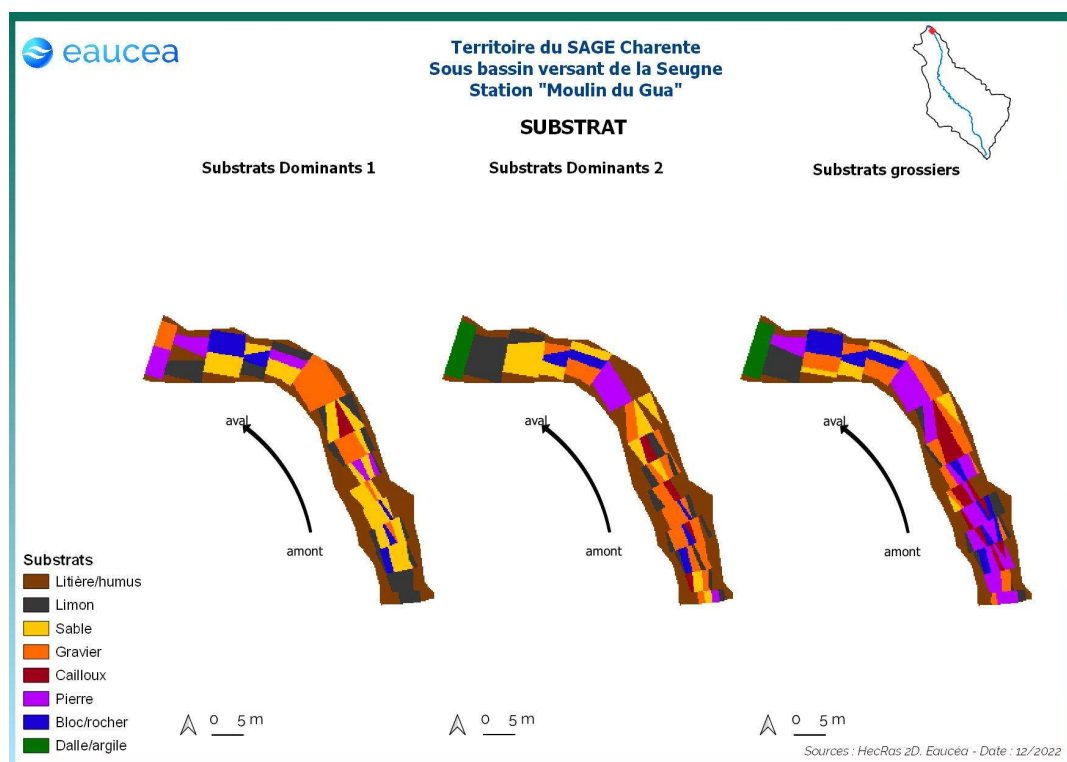 eaucea
Territoire du SAGE Charente
Sous bassin versant de la Seugne
Station "Moulin du Gua"
SUBSTRAT
Substrats Dominants 1
Substrats Dominants 2
Substrats grossiers
aval
amont
aval
amont
aval
amont
Substrats
Litière/humus
Limon
Sable
Gravier
Cailloux
Pierre
Bloc/rocher
Dalle/argile
0 5 m
0 5 m
0 5 m
Sources : HecRas 2D, Eaucéa - Date : 12/2022